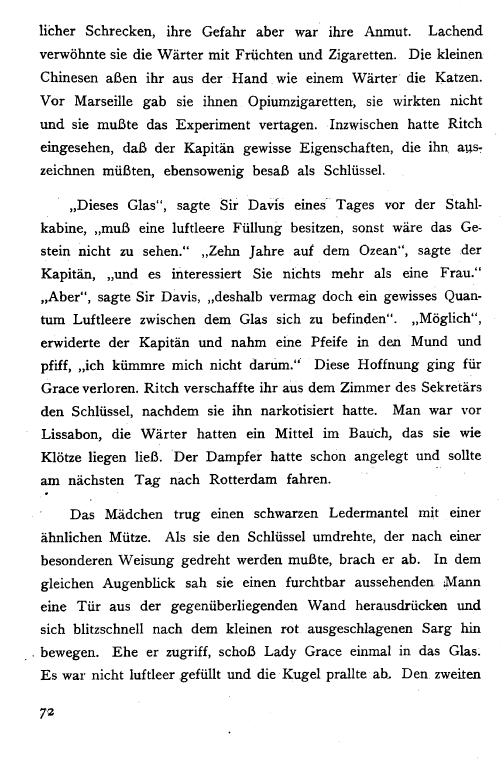 licher Schrecken, ihre Gefahr aber war ihre Anmut. Lachend
verwöhnte sie die Wärter mit Früchten und Zigaretten. Die kleinen
Chinesen aßen ihr aus der Hand wie einem Wärter die Katzen.
Vor Marseille gab sie ihnen Opiumzigaretten, sie wirkten nicht
und sie mußte das Experiment vertagen. Inzwischen hatte Ritch
eingesehen, daß der Kapitän gewisse Eigenschaften, die ihn aus-
zeichnen müßten, ebensowenig besaß als Schlüssel.
„Dieses Glas“, sagte Sir Davis eines Tages vor der Stahl-
kabine, „muß eine luftleere Füllung besitzen, sonst wäre das Ge-
stein nicht zu sehen.“ „Zehn Jahre auf dem Ozean“, sagte der
Kapitän, „und es interessiert Sie nichts mehr als eine Frau.“
„Aber“, sagte Sir Davis, „deshalb vermag doch ein gewisses Quan-
tum Luftleere zwischen dem Glas sich zu befinden“. „Möglich“,
erwiderte der Kapitän und nahm eine Pfeife in den Mund und
pfiff, „ich kümmre mich nicht darum.“ Diese Hoffnung ging für
Grace verloren. Ritch verschaffte ihr aus dem Zimmer des Sekretärs
den Schlüssel, nachdem sie ihn narkotisiert hatte. Man war vor
Lissabon, die Wärter hatten ein Mittel im Bauch, das sie wie
Klötze liegen ließ. Der Dampfer hatte schon angelegt und sollte
am nächsten Tag nach Rotterdam fahren.
Das Mädchen trug einen schwarzen Ledermantel mit einer
ähnlichen Mütze. Als sie den Schlüssel umdrehte, der nach einer
besonderen Weisung gedreht werden mußte, brach er ab. In dem
gleichen Augenblick sah sie einen furchtbar aussehenden Mann
eine Tür aus der gegenüberliegenden Wand herausdrücken und
sich blitzschnell nach dem kleinen rot ausgeschlagenen Sarg hin
bewegen. Ehe er zugriff, schoß Lady Grace einmal in das Glas.
Es war nicht luftleer gefüllt und die Kugel prallte ab. Den zweiten
72